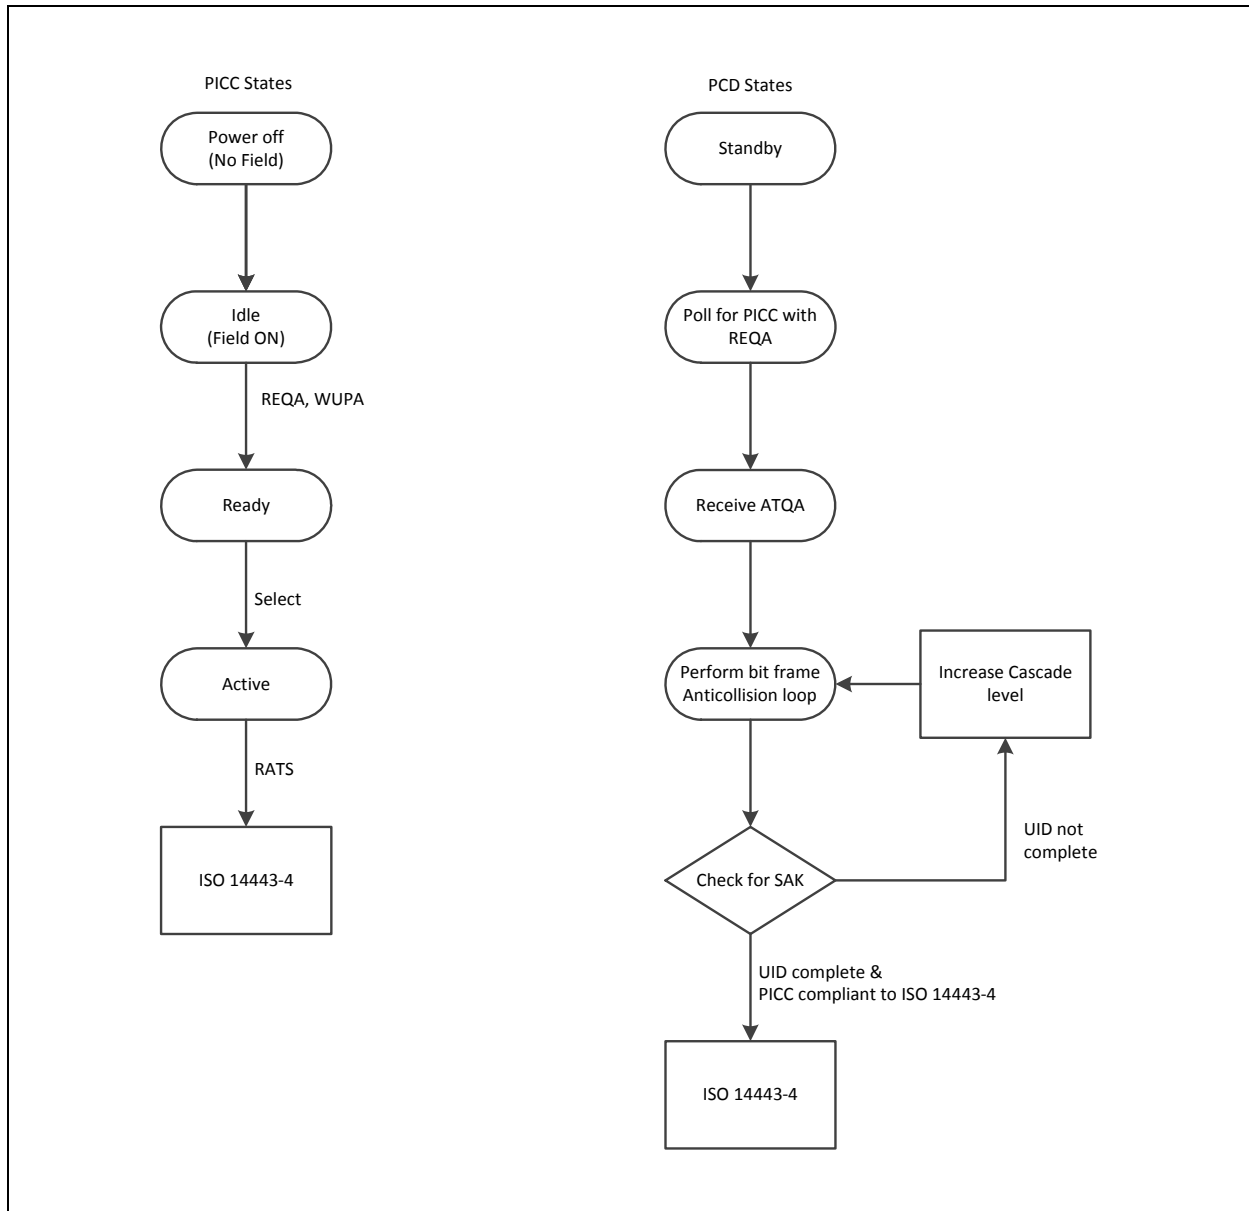 PICC States
Power off
(No Field)
Idle
(Field ON)
REQA, WUPA
Ready
Select
Active
RATS
ISO 14443-4
PCD States
Standby
Poll for PICC with
REQA
Receive ATQA
Perform bit frame
Anticollision loop
Increase Cascade
level
Check for SAK
UID not
complete
UID complete &
PICC compliant to ISO 14443-4
ISO 14443-4